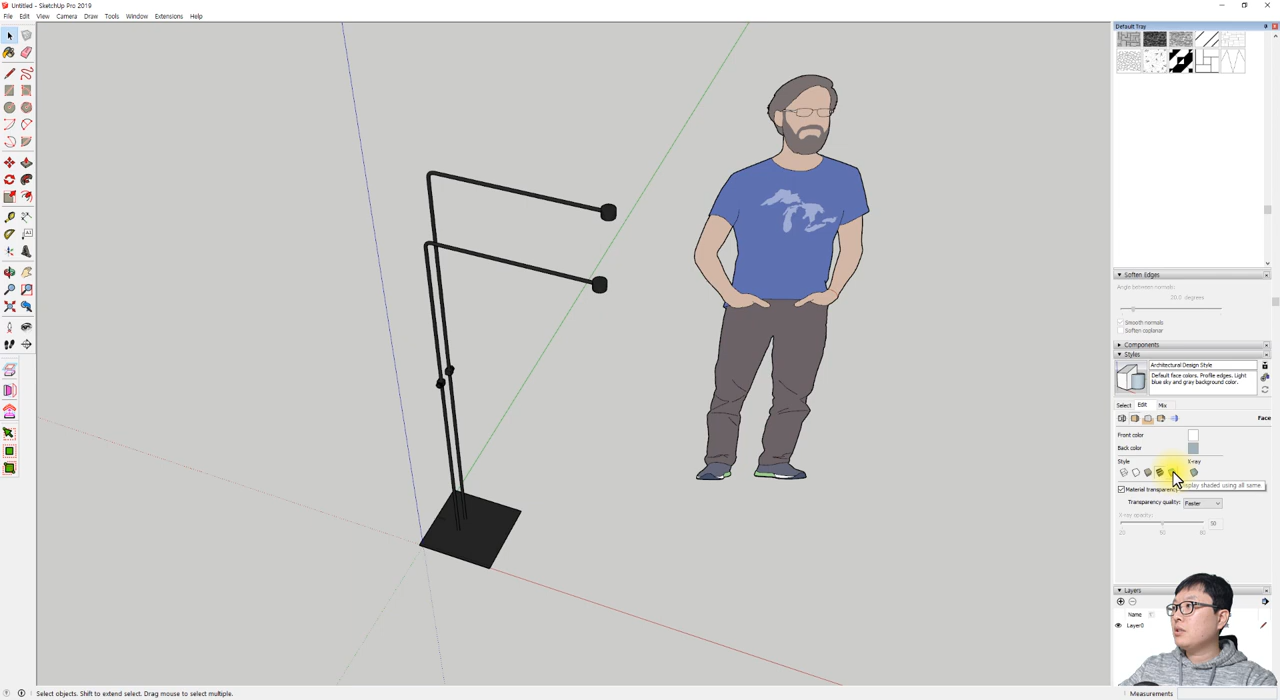 Untitled - SketchUp Pro 2019
File Edit View Camera Draw Tools Window Extensions Help
Default Tray
Soften Edges
Angle between normals:
20.0 degrees
Smooth normals
Soften coplanar
Components
Styles
Architectural Design Style
Default face colors. Profile edges. Light
blue sky and gray background color.
Select Edit Mix
Face
Front color
Back color
Style X-ray
display shaded using all same.
Material transparency
Transparency quality: Faster
X-ray opacity: 50
20 50 80
Layers
Name
Layer0
Select objects. Shift to extend select. Drag mouse to select multiple.
Measurements